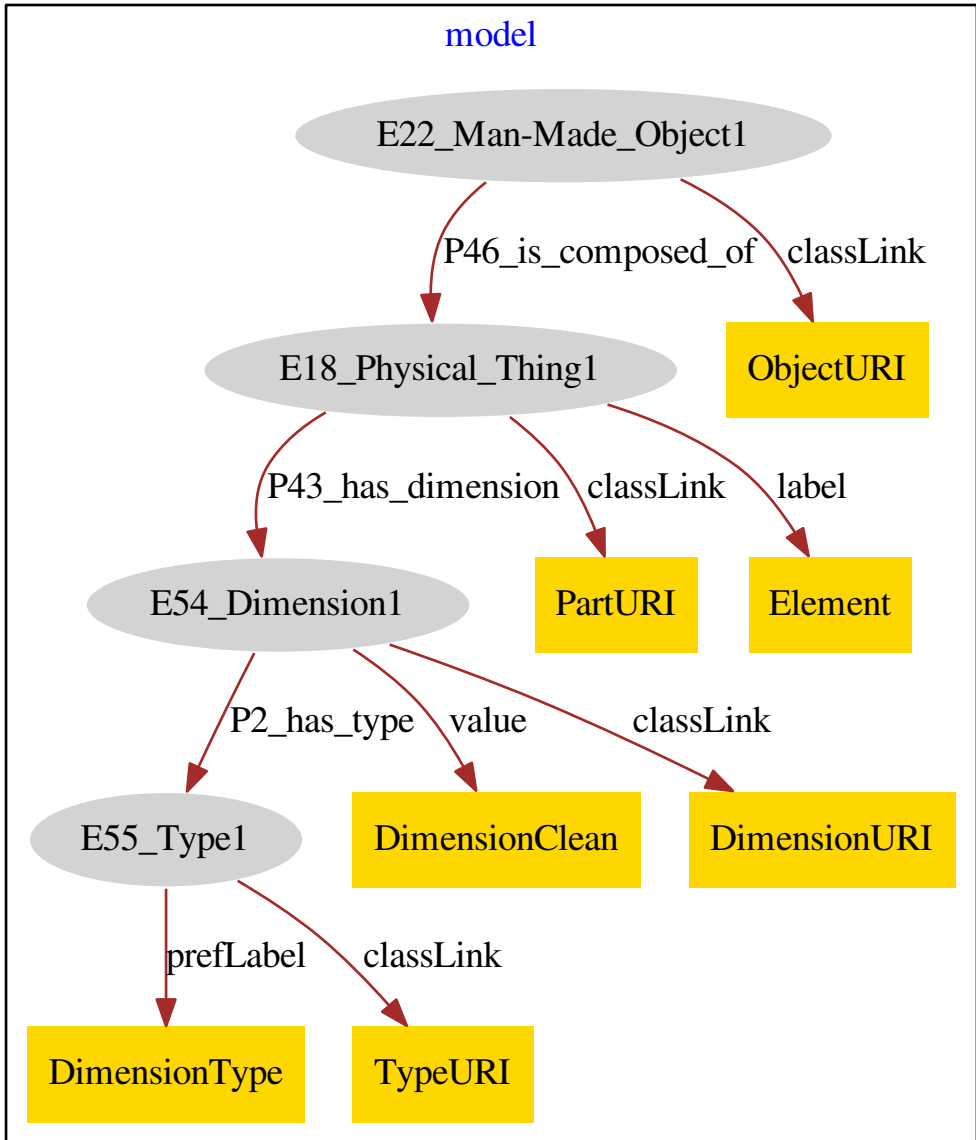 model
E22_Man-Made_Object1
P46_is_composed_of classLink
E18_Physical_Thing1 ObjectURI
P43_has_dimension classLink label
E54_Dimension1 PartURI Element
P2_has_type value classLink
E55_Type1 DimensionClean DimensionURI
prefLabel classLink
DimensionType TypeURI